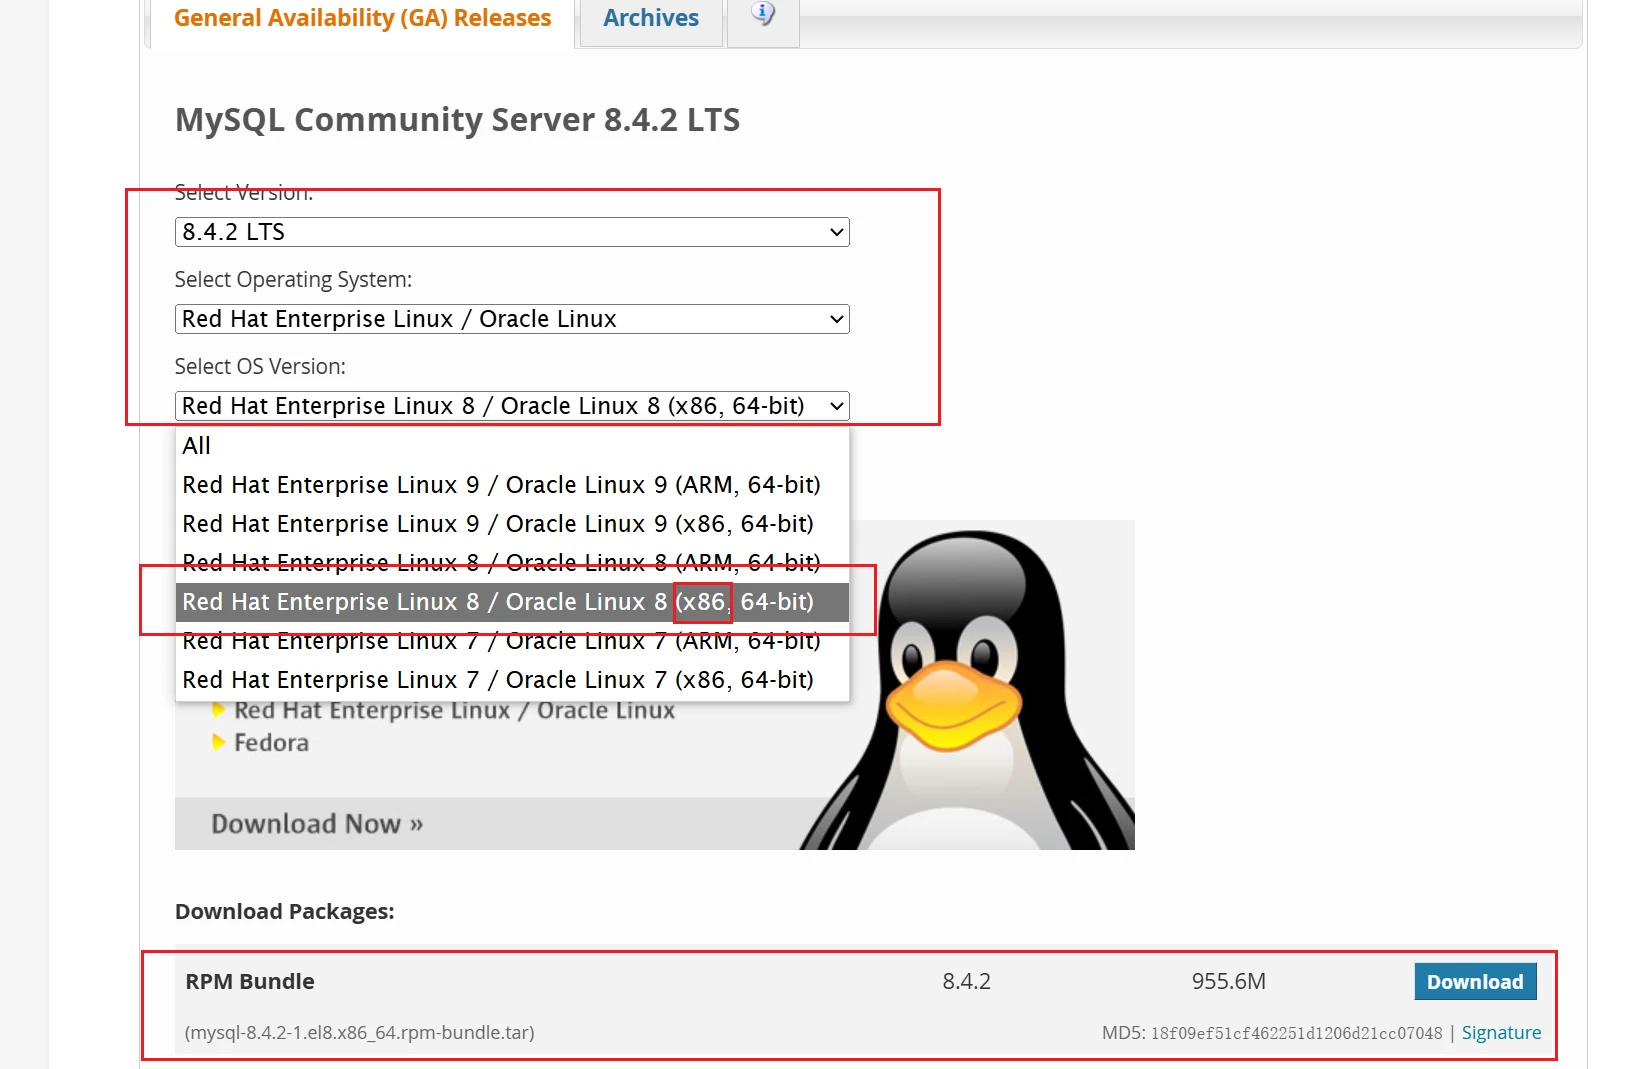 General Availability (GA) Releases
Archives
MySQL Community Server 8.4.2 LTS
Select Version:
8.4.2 LTS
Select Operating System:
Red Hat Enterprise Linux / Oracle Linux
Select OS Version:
Red Hat Enterprise Linux 8 / Oracle Linux 8 (x86, 64-bit)
All
Red Hat Enterprise Linux 9 / Oracle Linux 9 (ARM, 64-bit)
Red Hat Enterprise Linux 9 / Oracle Linux 9 (x86, 64-bit)
Red Hat Enterprise Linux 8 / Oracle Linux 8 (ARM, 64-bit)
Red Hat Enterprise Linux 8 / Oracle Linux 8 (x86, 64-bit)
Red Hat Enterprise Linux 7 / Oracle Linux 7 (ARM, 64-bit)
Red Hat Enterprise Linux 7 / Oracle Linux 7 (x86, 64-bit)
Red Hat Enterprise Linux / Oracle Linux
Fedora
Download Now »
Download Packages:
RPM Bundle 8.4.2 955.6M Download
(mysql-8.4.2-1.el8.x86_64.rpm-bundle.tar) MD5: 18f09ef51cf462251d1206d21cc07048 | Signature